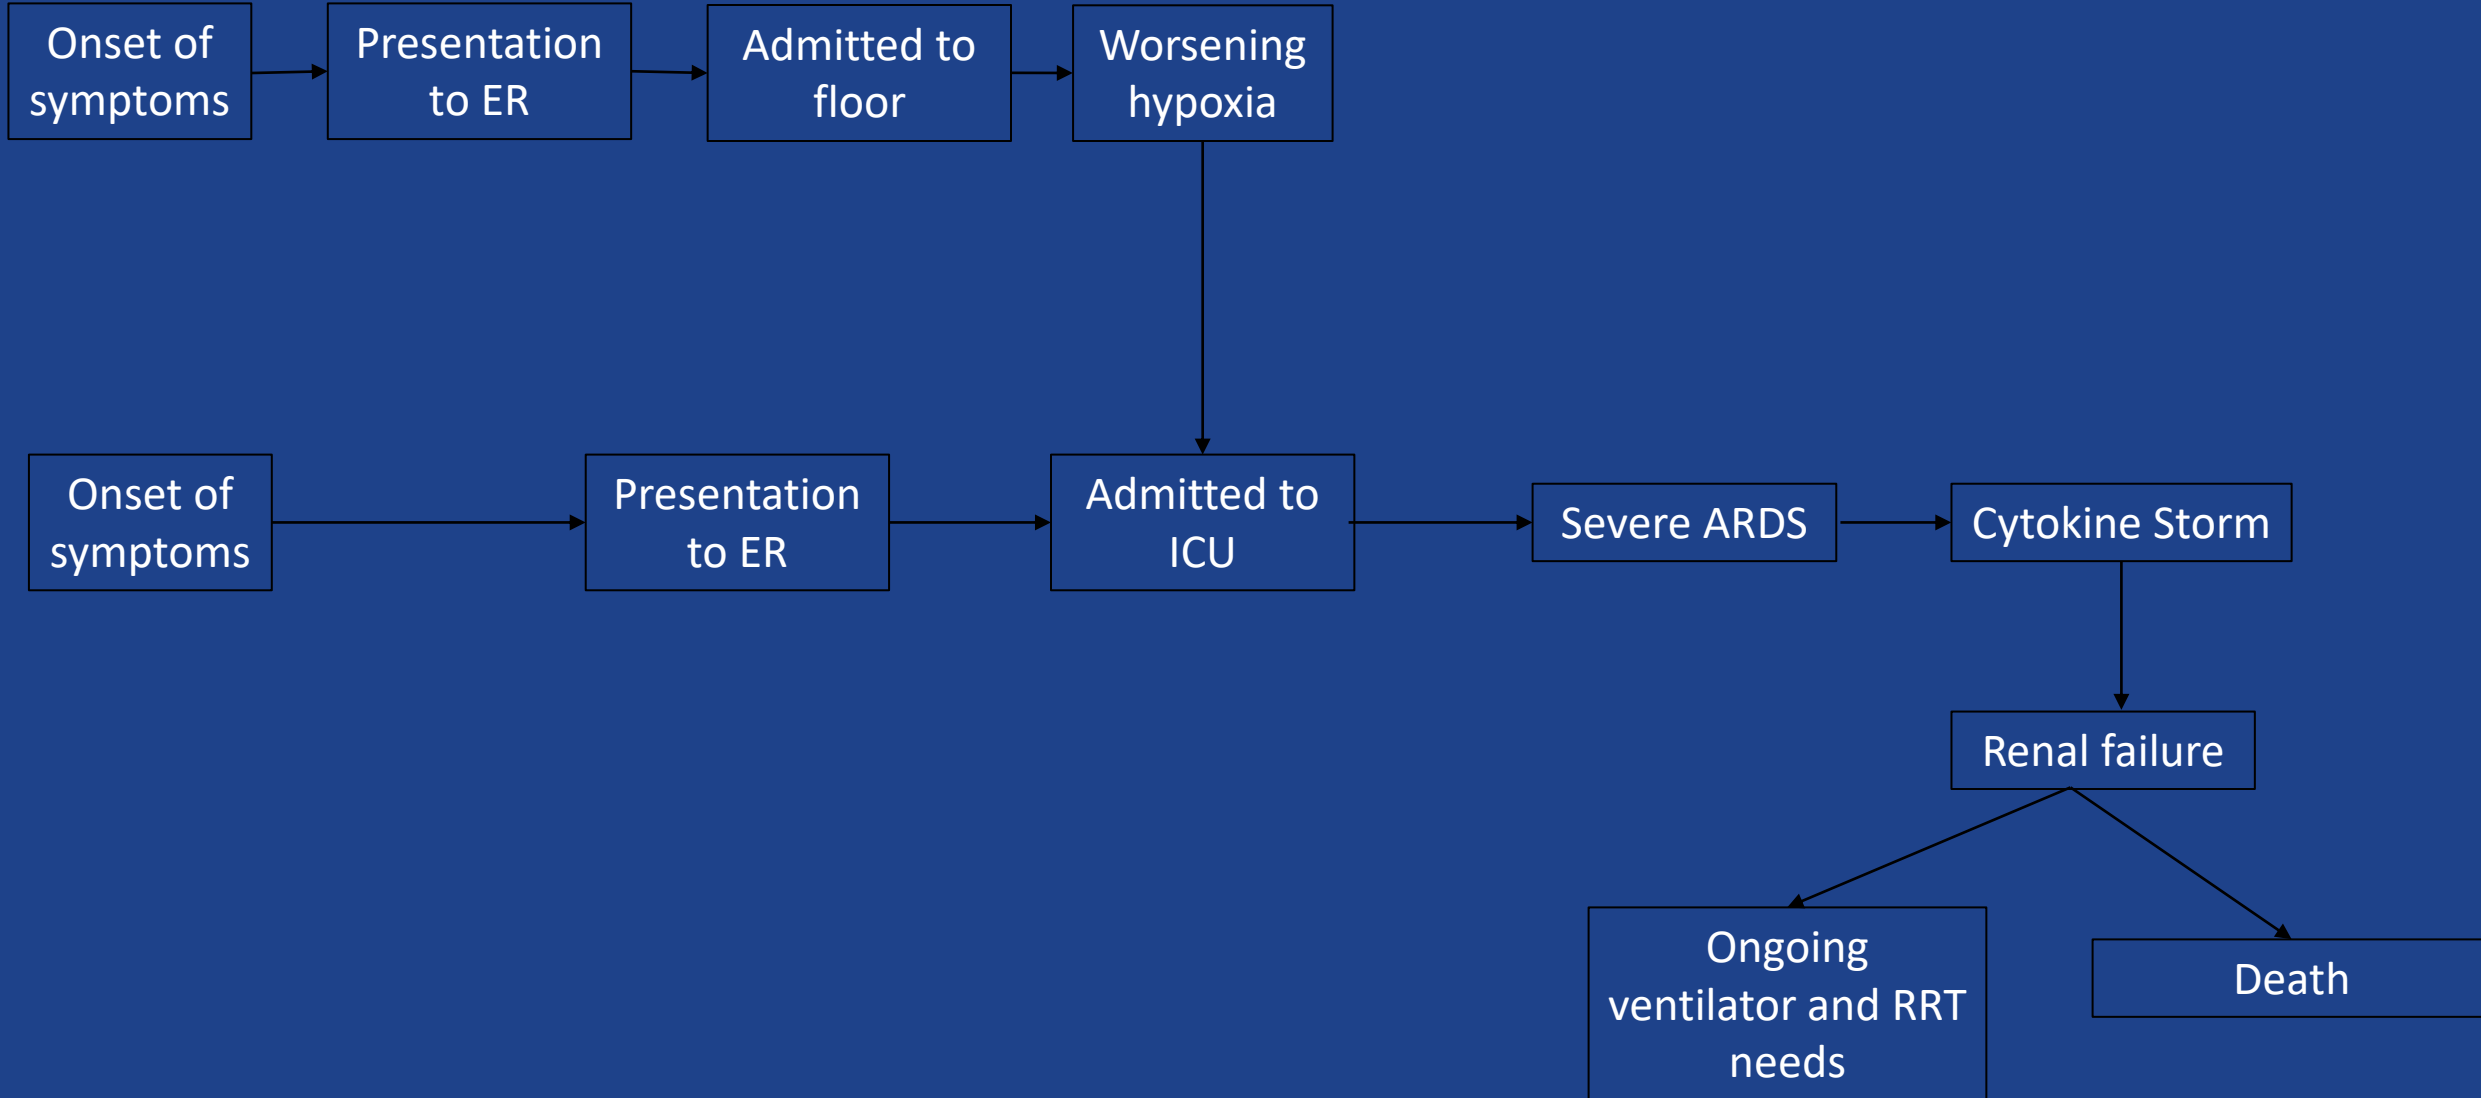 Onset of
symptoms
Presentation
to ER
Admitted to
floor
Worsening
hypoxia
Onset of
symptoms
Presentation
to ER
Admitted to
ICU
Severe ARDS
Cytokine Storm
Renal failure
Ongoing
ventilator and RRT
needs
Death